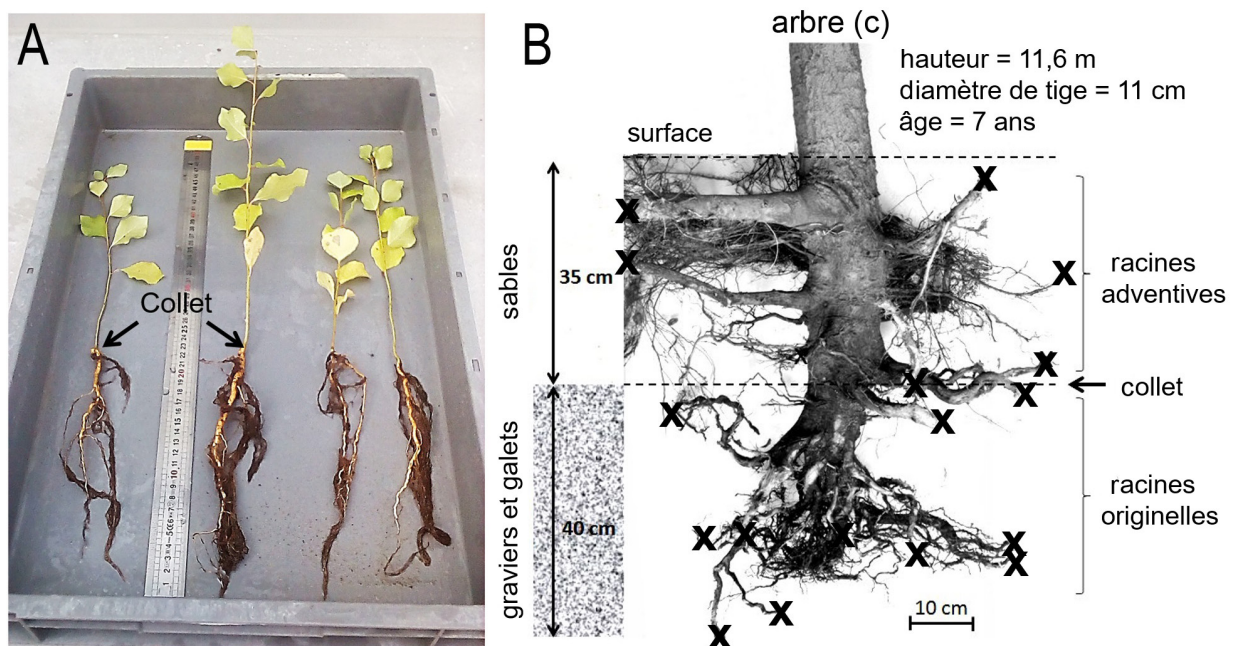 A
Collet
B
arbre (c)
hauteur = 11,6 m
diamètre de tige = 11 cm
âge = 7 ans
surface
sables
35 cm
racines
adventives
collet
graviers et galets
40 cm
racines
originelles
10 cm
X X X X X X X X X X X X X X X X X X